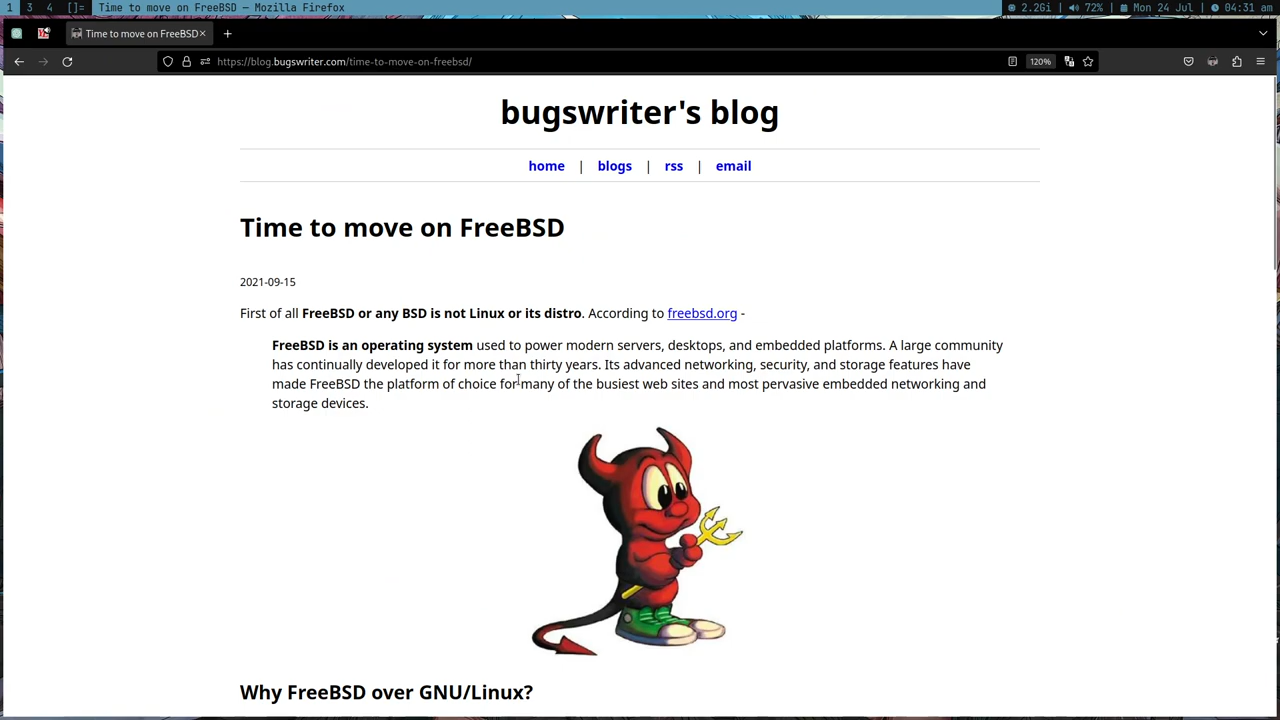 1 3 4 []= Time to move on FreeBSD — Mozilla Firefox 2.2Gi | 72% | Mon 24 Jul | 04:31 am
Time to move on FreeBSD
https://blog.bugswriter.com/time-to-move-on-freebsd/ 120%
bugswriter's blog
home | blogs | rss | email
Time to move on FreeBSD
2021-09-15
First of all FreeBSD or any BSD is not Linux or its distro. According to freebsd.org -
FreeBSD is an operating system used to power modern servers, desktops, and embedded platforms. A large community
has continually developed it for more than thirty years. Its advanced networking, security, and storage features have
made FreeBSD the platform of choice for many of the busiest web sites and most pervasive embedded networking and
storage devices.
Why FreeBSD over GNU/Linux?